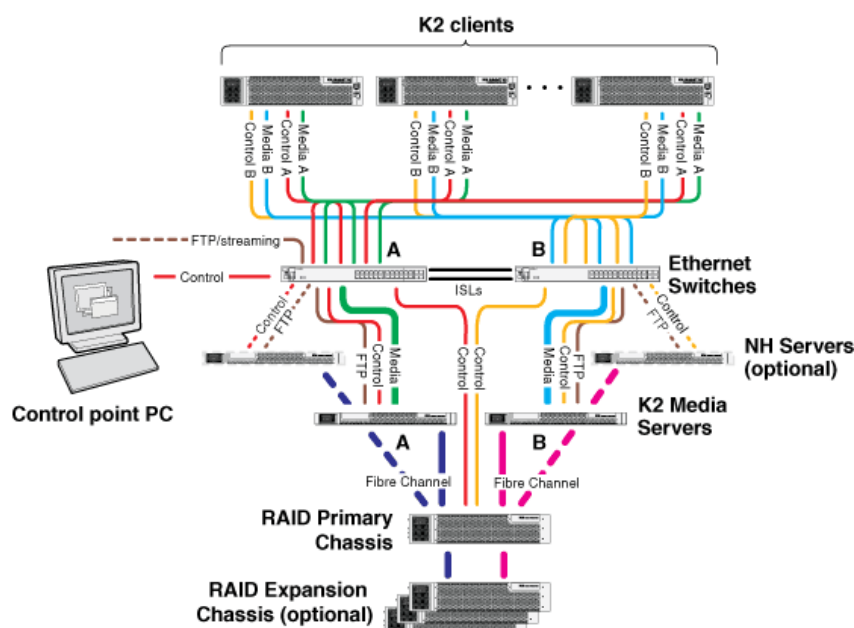 K2 clients
Control B
Media B
Control A
Media A
Control B
Media B
Control A
Media A
Control B
Media B
Control A
Media A
FTP/streaming
A
B
Ethernet
Switches
Control
ISLs
Control
FTP
FTP
Control
Media
Control
Control
Media
Control
FTP
FTP
Control
NH Servers
(optional)
Control point PC
K2 Media
Servers
A
B
Fibre Channel
Fibre Channel
RAID Primary
Chassis
RAID Expansion
Chassis (optional)